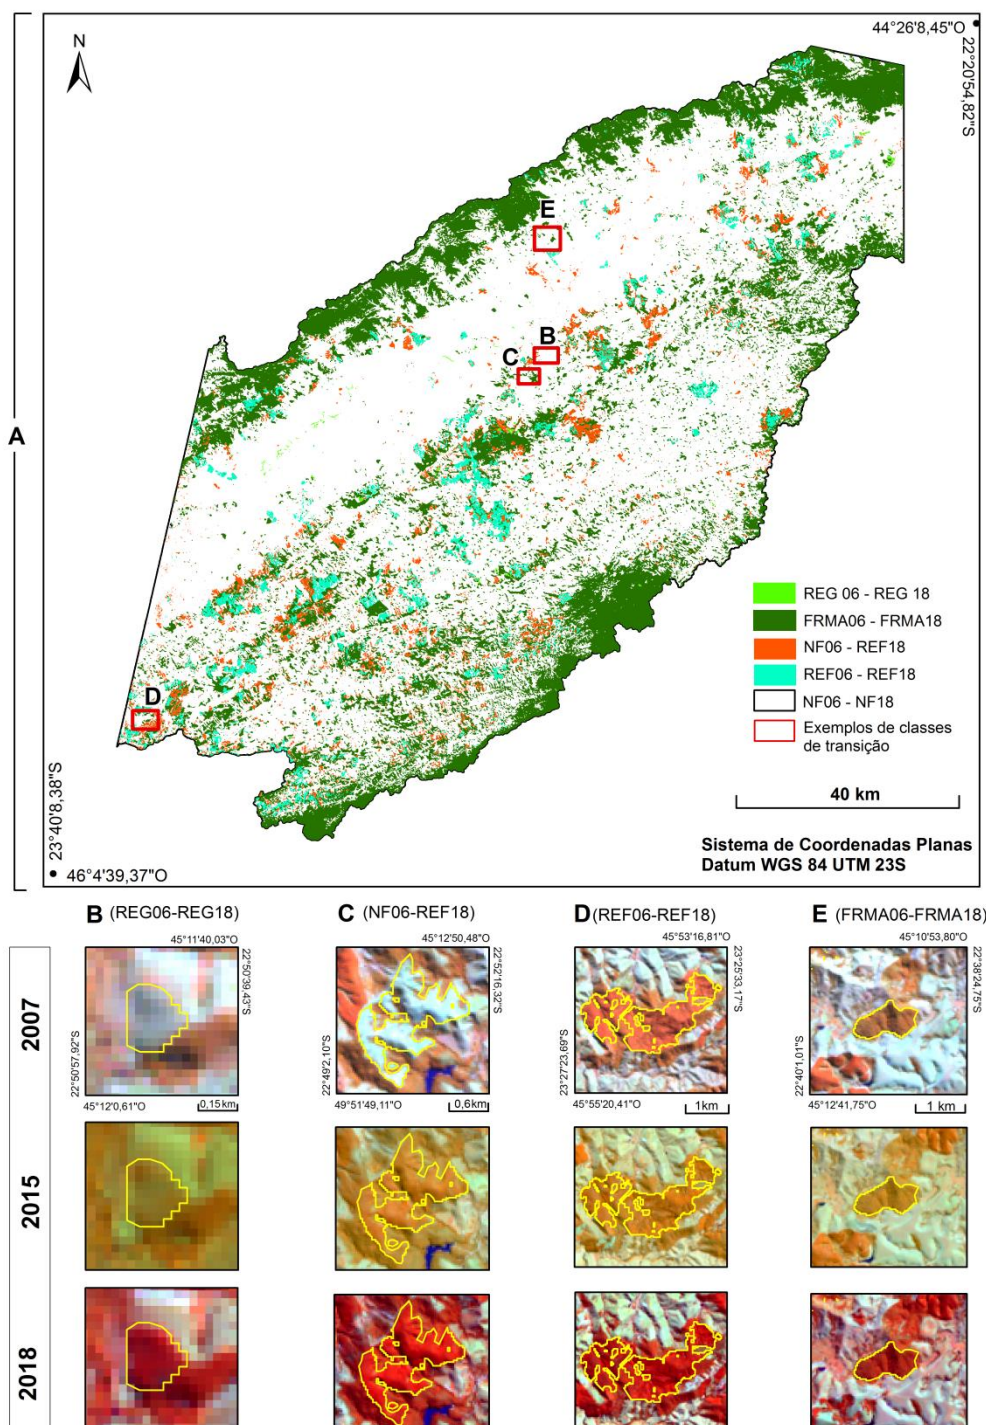 44°26'8,45"O
22°20'54,82"S
N
E
B
C
A
D
REG 06 - REG 18
FRMA06 - FRMA18
NF06 - REF18
REF06 - REF18
NF06 - NF18
Exemplos de classes
de transição
40 km
Sistema de Coordenadas Planas
Datum WGS 84 UTM 23S
23°40'8,38"S
46°4'39,37"O
B (REG06-REG18)
C (NF06-REF18)
D (REF06-REF18)
E (FRMA06-FRMA18)
45°11'40,03"O
45°12'50,48"O
45°53'16,81"O
45°10'53,80"O
22°50'39,43"S
22°52'16,32"S
23°25'33,17"S
22°38'24,75"S
2007
22°50'57,92"S
22°49'2,10"S
23°27'23,69"S
22°40'1,01"S
45°12'0,61"O
0,15km
49°51'49,11"O
0,6km
45°55'20,41"O
1km
45°12'41,75"O
1 km
2015
2018